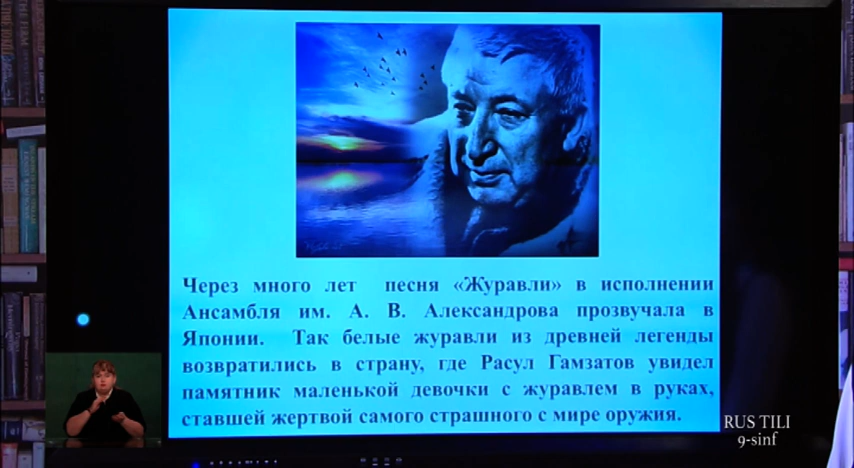 Через много лет песня «Журавли» в исполнении
Ансамбля им. А. В. Александрова прозвучала в
Японии. Так белые журавли из древней легенды
возвратились в страну, где Расул Гамзатов увидел
памятник маленькой девочки с журавлем в руках,
ставшей жертвой самого страшного с мире оружия.
RUS TILI
9-sinf